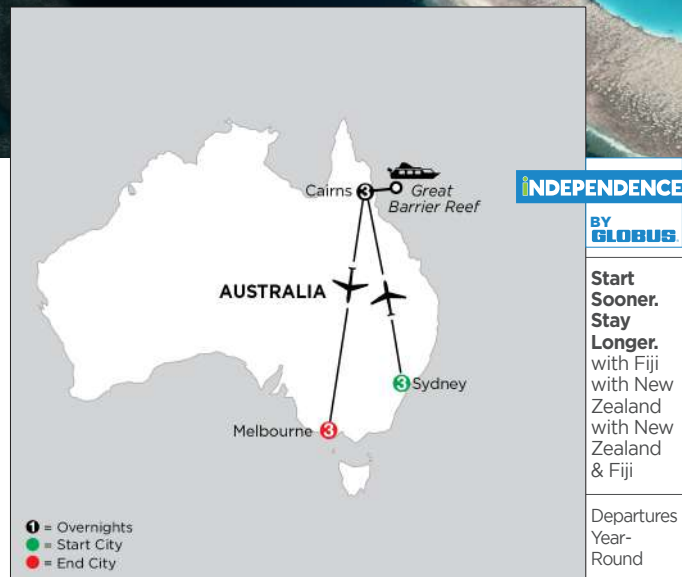 Cairns 3 Great
Barrier Reef
AUSTRALIA
3 Sydney
Melbourne 3
1 = Overnights
= Start City
= End City
iNDEPENDENCE
BY
GLOBUS.
Start
Sooner.
Stay
Longer.
with Fiji
with New
Zealand
with New
Zealand
& Fiji
Departures
Year-
Round